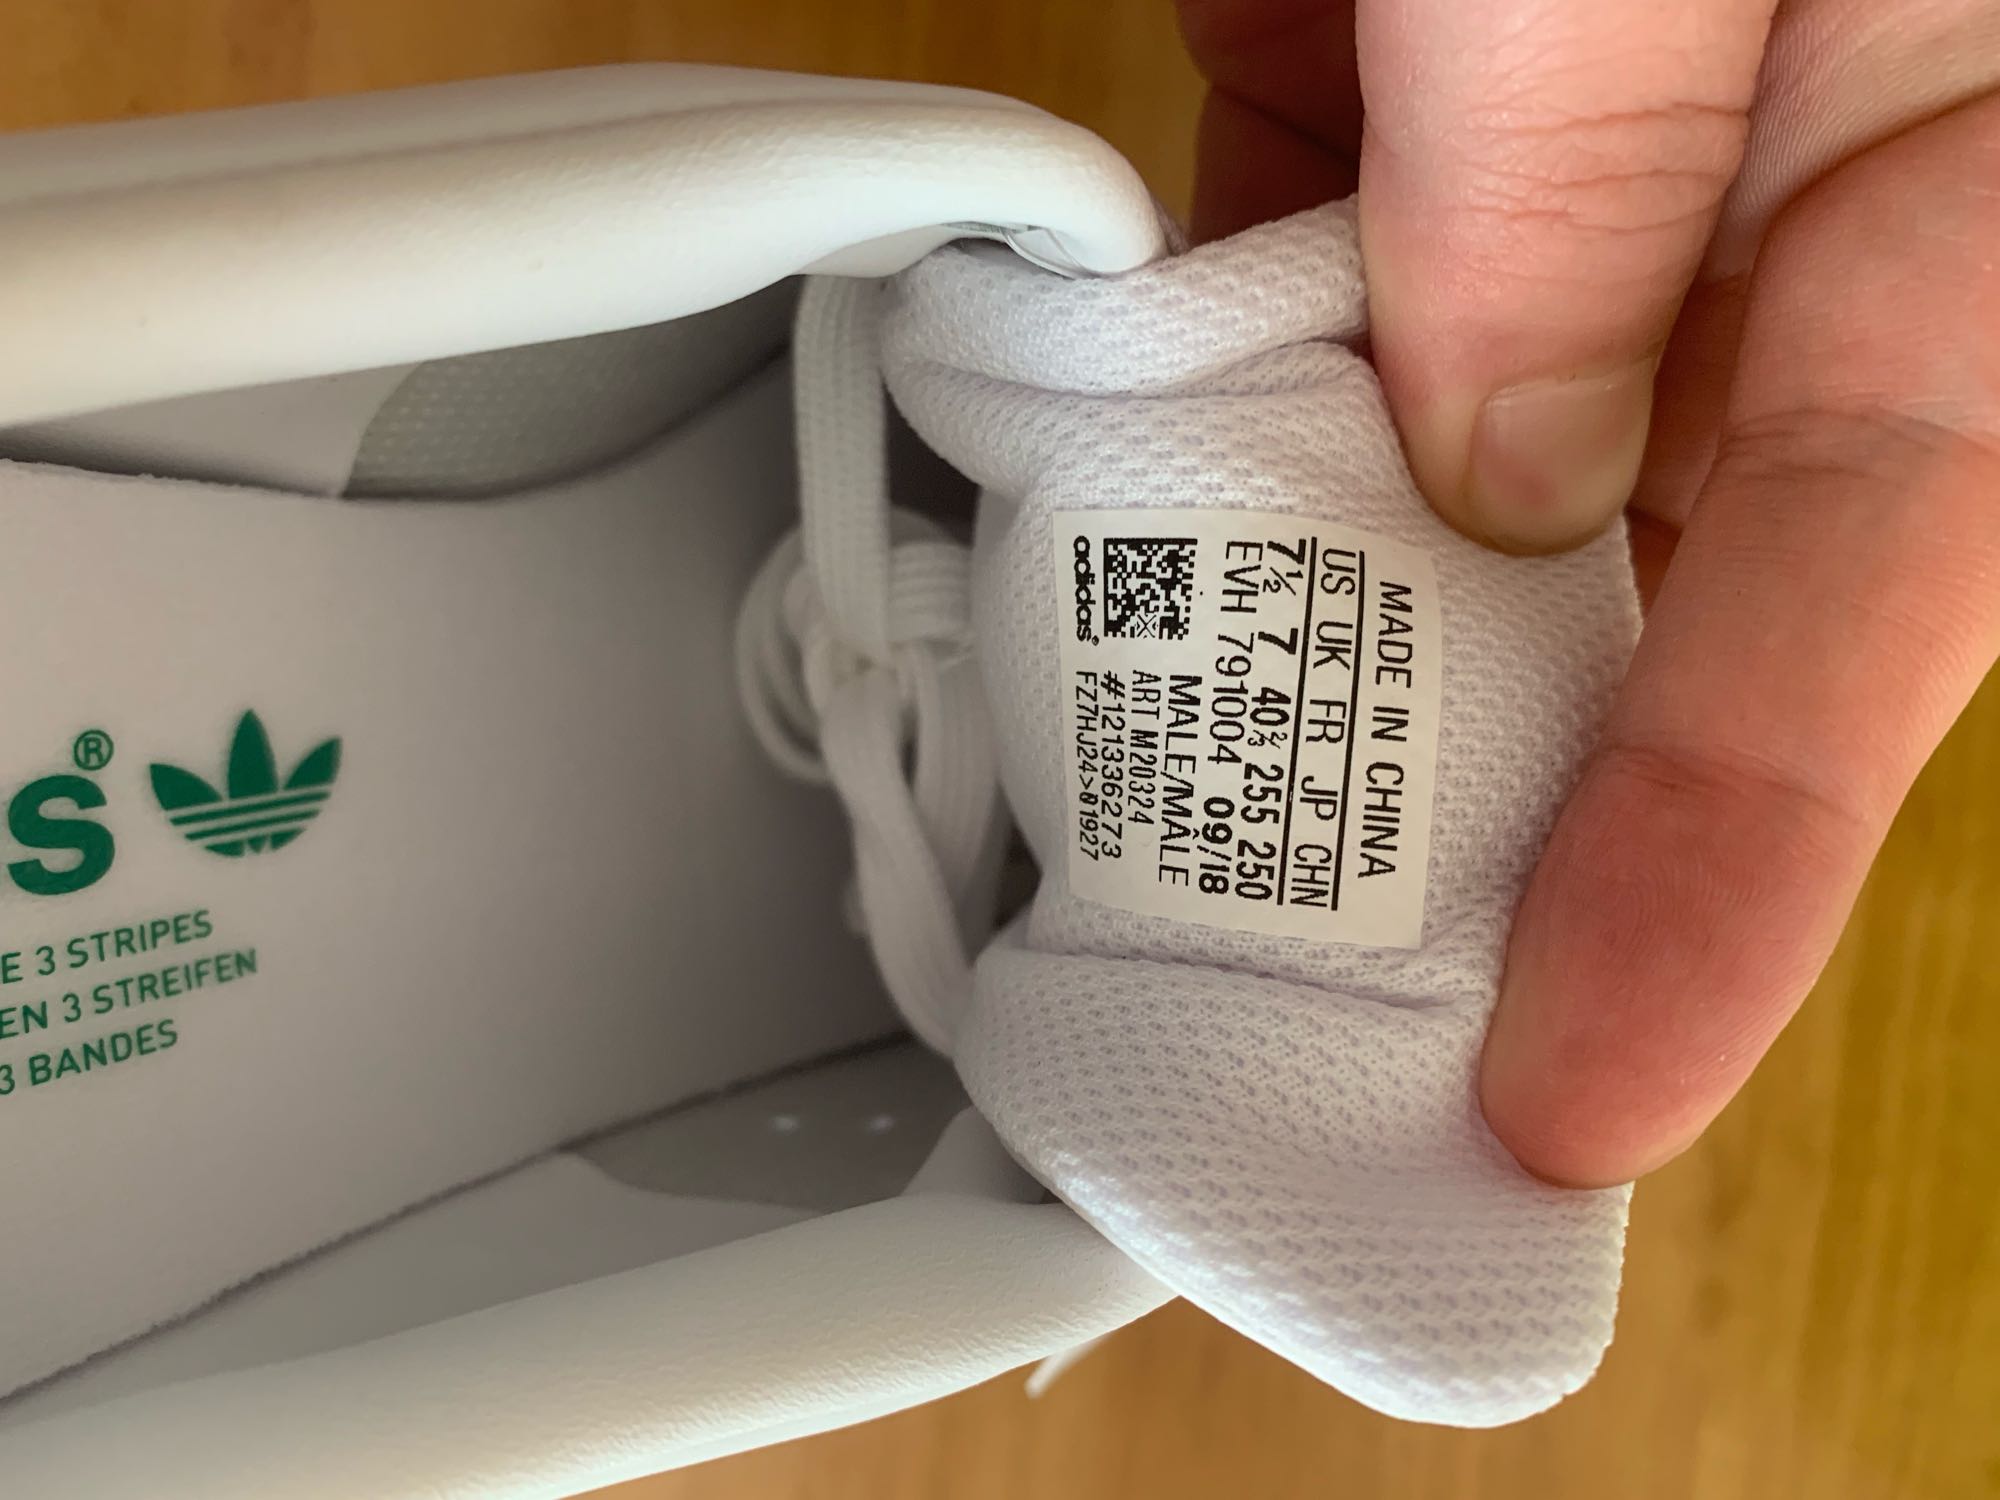 MADE IN CHINA
US UK FR JP CHN
7½ 7 40⅔ 255 250
EVH 791004 09/18
MALE/MÂLE
ART M20324
#121336273
FZ7HJ24>01927
adidas®
S®
E 3 STRIPES
EN 3 STREIFEN
3 BANDES